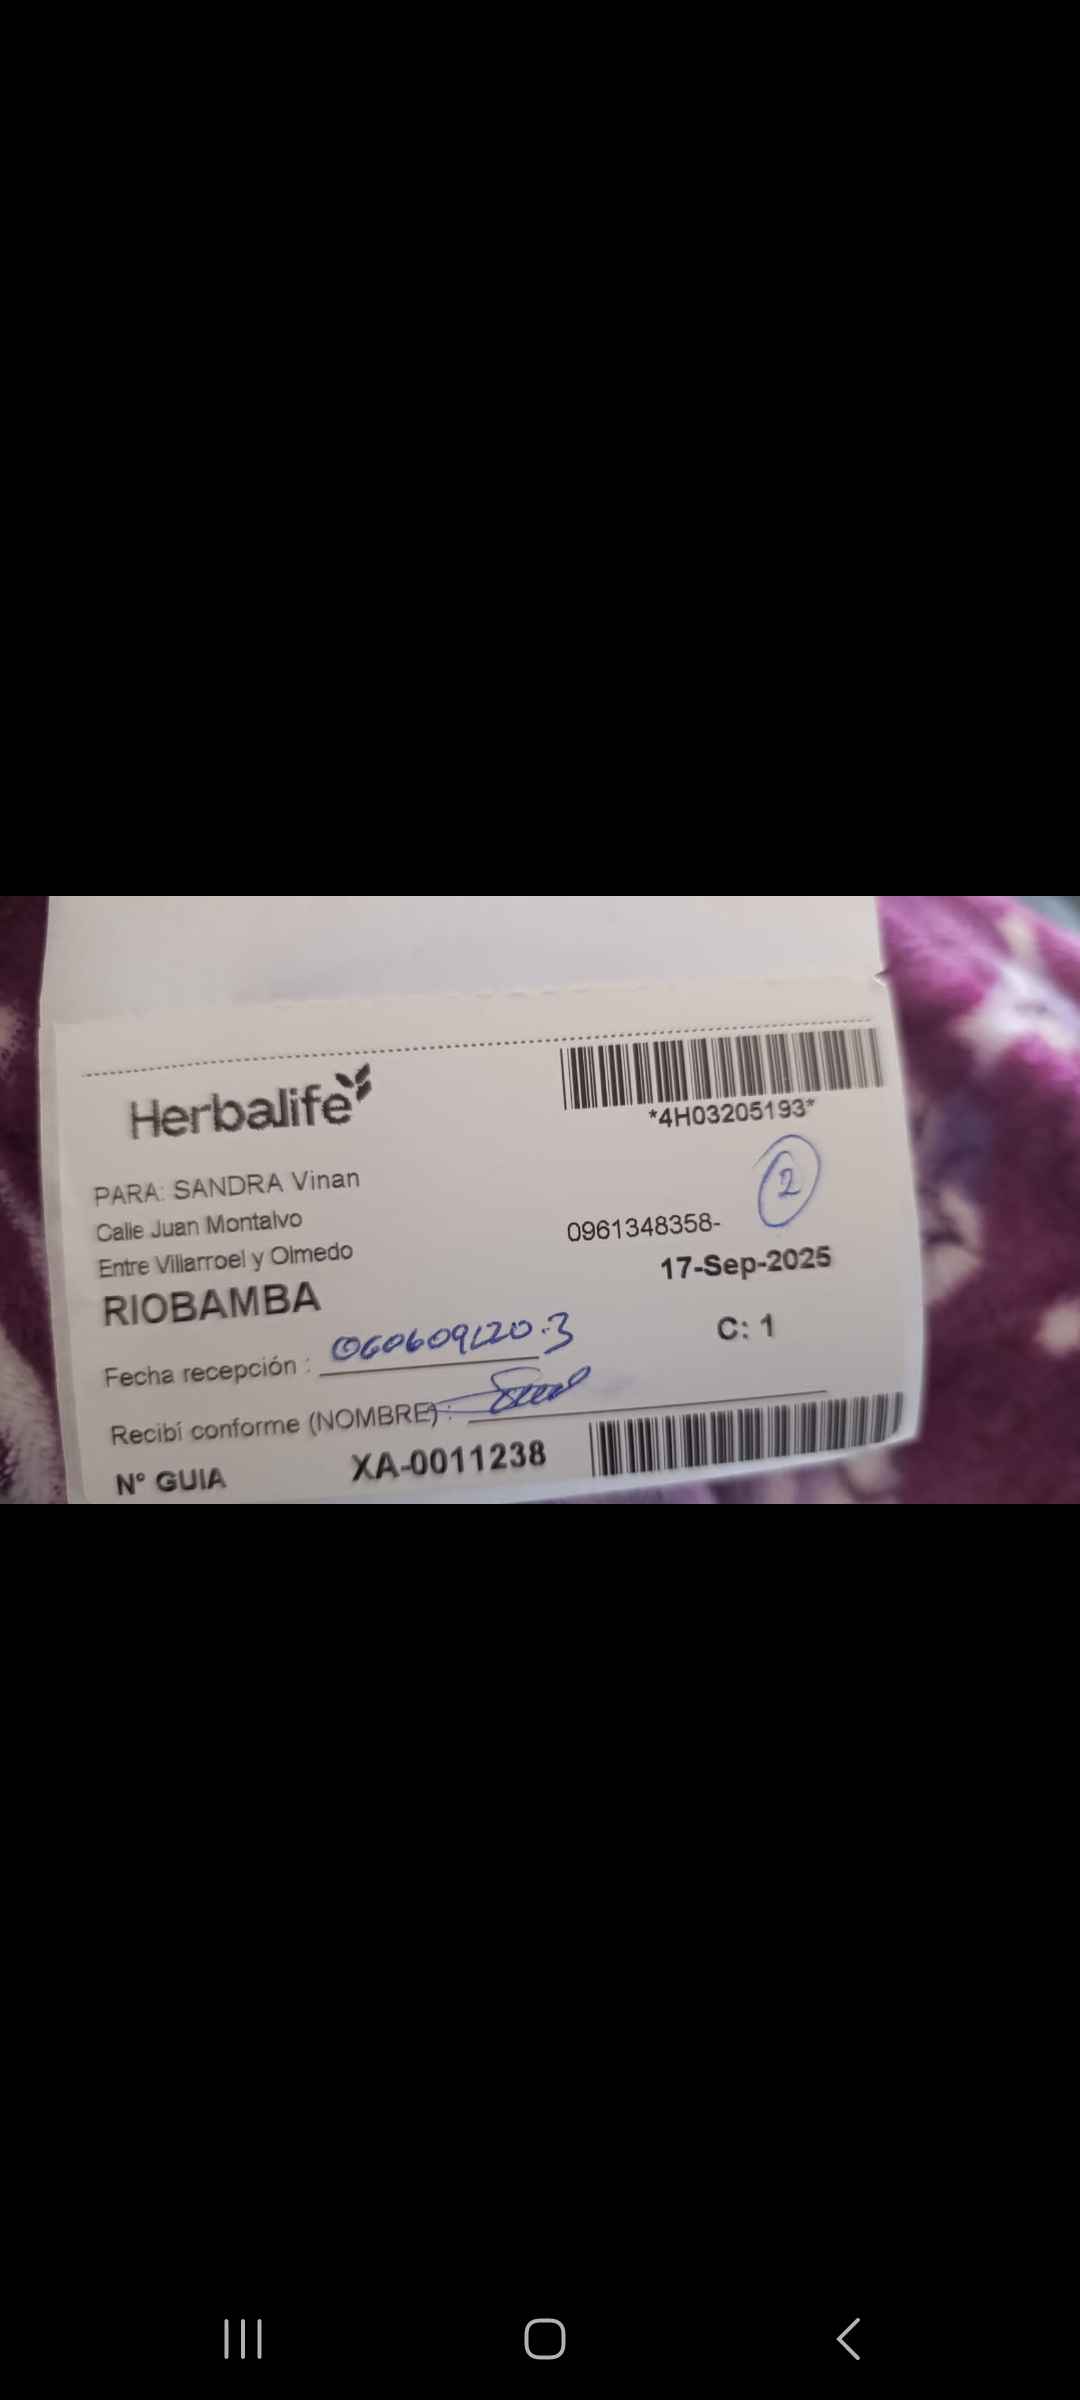 Herbalife
*4H03205193*
PARA: SANDRA Vinan
2
Calle Juan Montalvo
0961348358-
Entre Villarroel y Olmedo
17-Sep-2025
RIOBAMBA
C: 1
Fecha recepción :
Recibí conforme (NOMBRE) :
N° GUIA XA-0011238